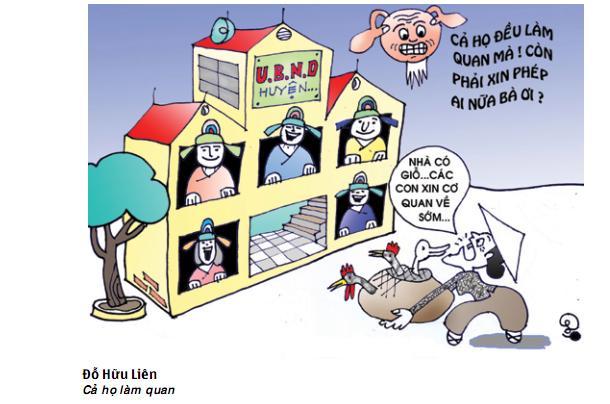 CẢ HỌ ĐỀU LÀM
QUAN MÀ ! CÒN
PHẢI XIN PHÉP
AI NỮA BÀ ƠI ?
U.B.N.D
HUYỆN...
NHÀ CÓ
GIỖ...CÁC
CON XIN CƠ
QUAN VỀ
SỚM...
Đỗ Hữu Liên
Cả họ làm quan